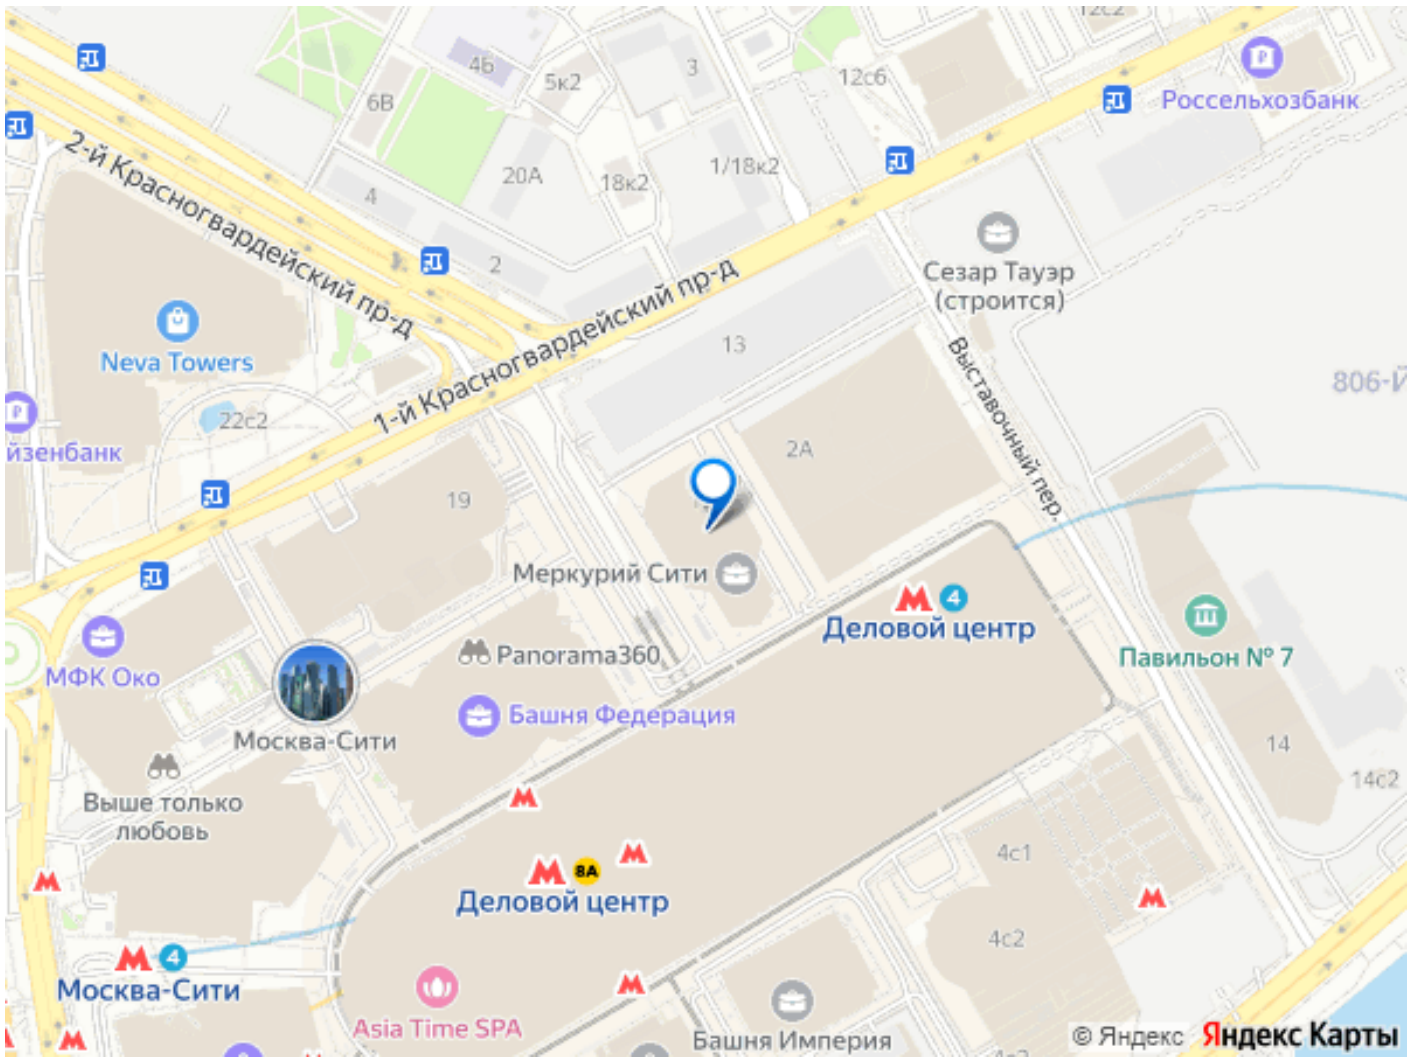 12с2
4Б
3
5к2
12с6
6В
Россельхозбанк
2-й Красногвардейский пр-д
20А
18к2
1/18к2
4
2
Сезар Тауэр
(строится)
1-й Красногвардейский пр-д
13
Neva Towers
Выставочный пер.
806-Й
22с2
йзенбанк
2А
19
Меркурий Сити
4
Деловой центр
Panorama360
Павильон № 7
МФК Око
Башня Федерация
Москва-Сити
14
14с2
Выше только
любовь
4с1
8А
Деловой центр
4с2
4
Москва-Сити
Asia Time SPA
Башня Империя
© Яндекс Яндекс Карты